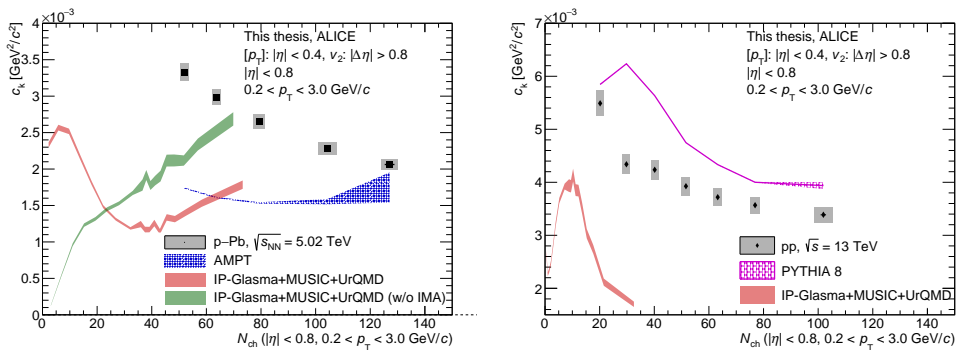 ×10⁻³
4
3.5
3
2.5
2
1.5
1
0.5
0
c_k [GeV²/c²]
This thesis, ALICE
[p_T]: |η| < 0.4, v₂: |Δη| > 0.8
|η| < 0.8
0.2 < p_T < 3.0 GeV/c
p−Pb, √s_NN = 5.02 TeV
AMPT
IP-Glasma+MUSIC+UrQMD
IP-Glasma+MUSIC+UrQMD (w/o IMA)
0 20 40 60 80 100 120 140
N_ch (|η| < 0.8, 0.2 < p_T < 3.0 GeV/c)
×10⁻³
7
6
5
4
3
2
c_k [GeV²/c²]
This thesis, ALICE
[p_T]: |η| < 0.4, v₂: |Δη| > 0.8
|η| < 0.8
0.2 < p_T < 3.0 GeV/c
pp, √s = 13 TeV
PYTHIA 8
IP-Glasma+MUSIC+UrQMD
0 20 40 60 80 100 120 140
N_ch (|η| < 0.8, 0.2 < p_T < 3.0 GeV/c)